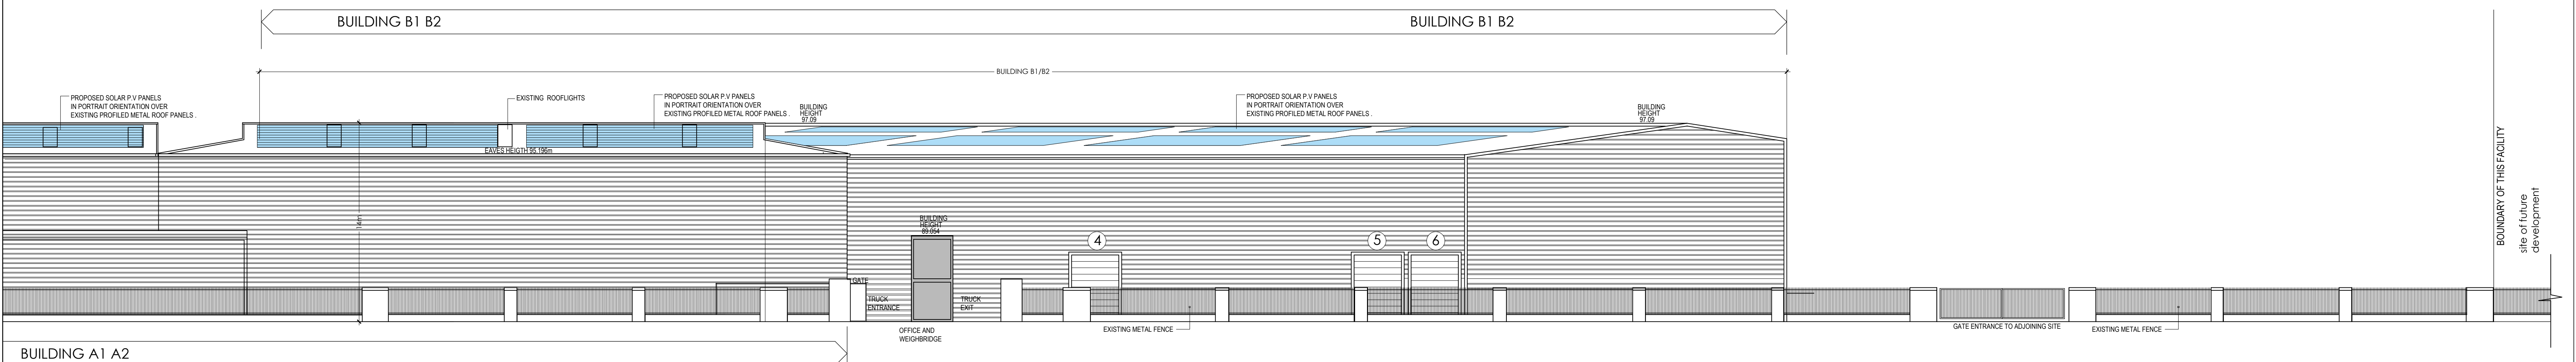 BUILDING B1 B2
BUILDING B1 B2
BUILDING B1/B2
PROPOSED SOLAR P.V PANELS
IN PORTRAIT ORIENTATION OVER
EXISTING PROFILED METAL ROOF PANELS .
EXISTING ROOFLIGHTS
PROPOSED SOLAR P.V PANELS
IN PORTRAIT ORIENTATION OVER
EXISTING PROFILED METAL ROOF PANELS .
BUILDING
HEIGHT
97.09
PROPOSED SOLAR P.V PANELS
IN PORTRAIT ORIENTATION OVER
EXISTING PROFILED METAL ROOF PANELS .
BUILDING
HEIGHT
97.09
EAVES HEIGTH 95.196m
14m
BUILDING
HEIGHT
89.054
4
5
6
GATE
TRUCK
ENTRANCE
TRUCK
EXIT
OFFICE AND
WEIGHBRIDGE
EXISTING METAL FENCE
GATE ENTRANCE TO ADJOINING SITE
EXISTING METAL FENCE
BOUNDARY OF THIS FACILITY
site of future
development
BUILDING A1 A2